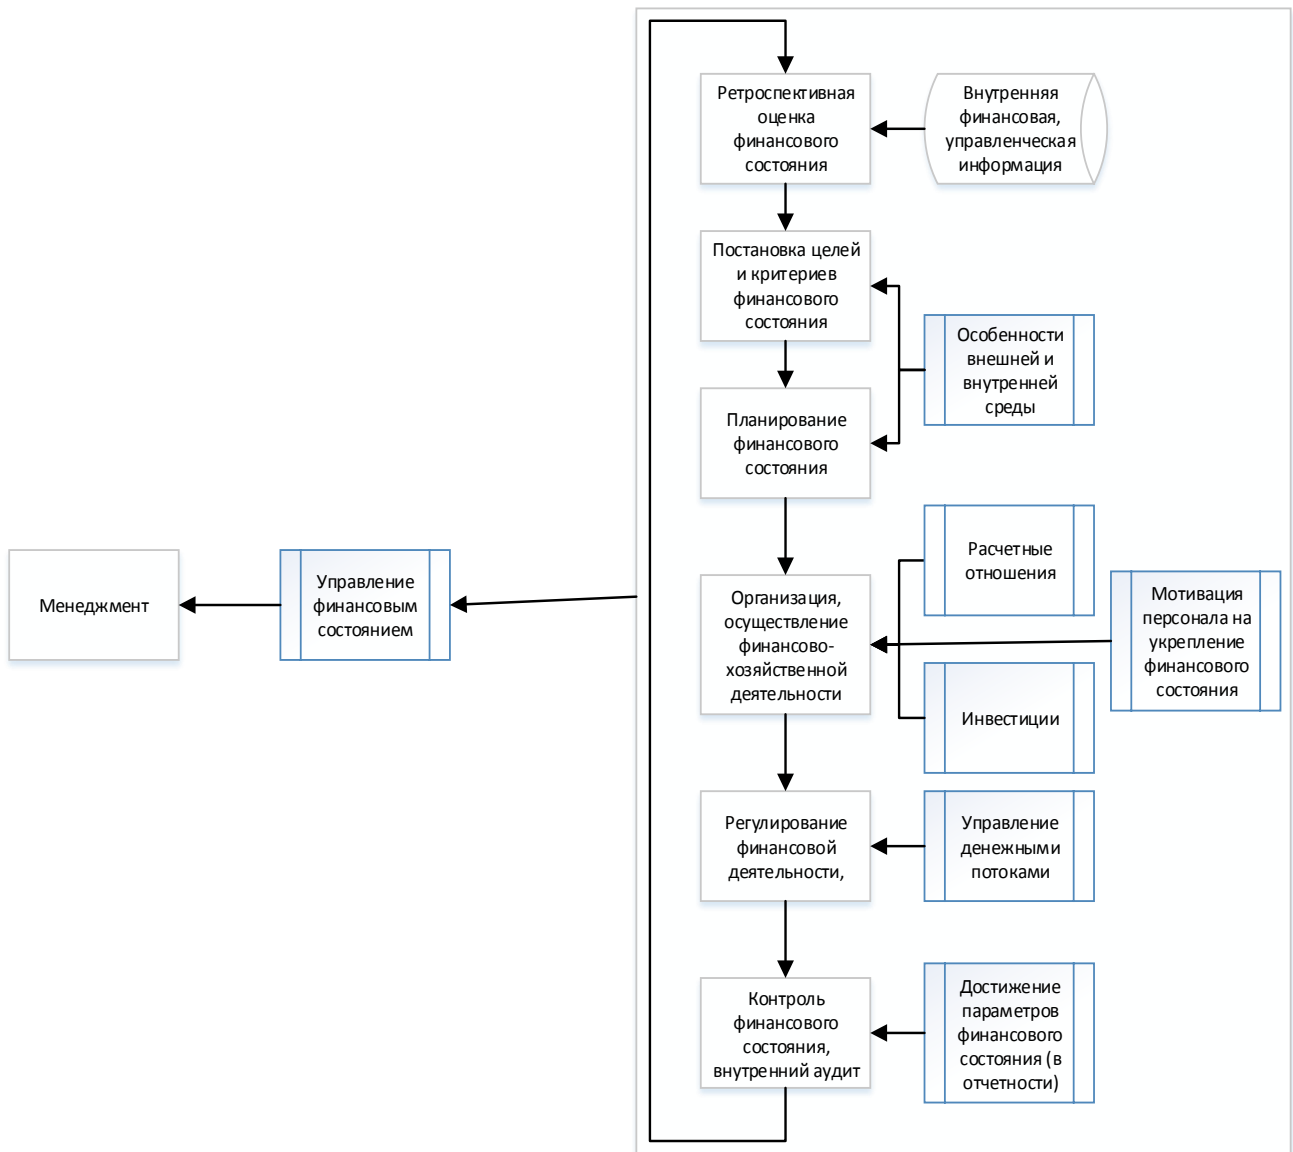 Ретроспективная
оценка
финансового
состояния
Внутренняя
финансовая,
управленческая
информация
Постановка целей
и критериев
финансового
состояния
Особенности
внешней и
внутренней
среды
Планирование
финансового
состояния
Расчетные
отношения
Менеджмент
Управление
финансовым
состоянием
Организация,
осуществление
финансово-
хозяйственной
деятельности
Мотивация
персонала на
укрепление
финансового
состояния
Инвестиции
Регулирование
финансовой
деятельности,
Управление
денежными
потоками
Контроль
финансового
состояния,
внутренний аудит
Достижение
параметров
финансового
состояния (в
отчетности)